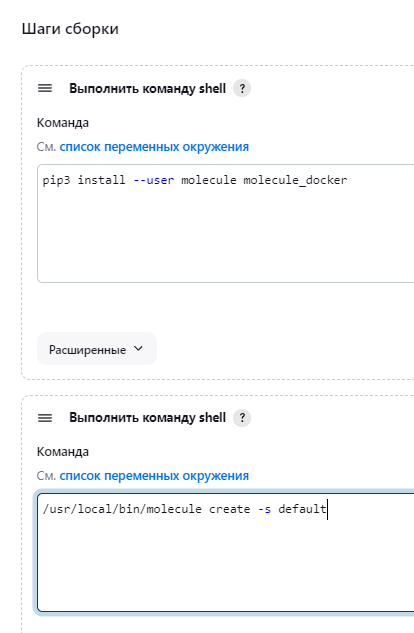 Шаги сборки
Выполнить команду shell ?
Команда
См. список переменных окружения
pip3 install --user molecule molecule_docker
Расширенные
Выполнить команду shell ?
Команда
См. список переменных окружения
/usr/local/bin/molecule create -s default